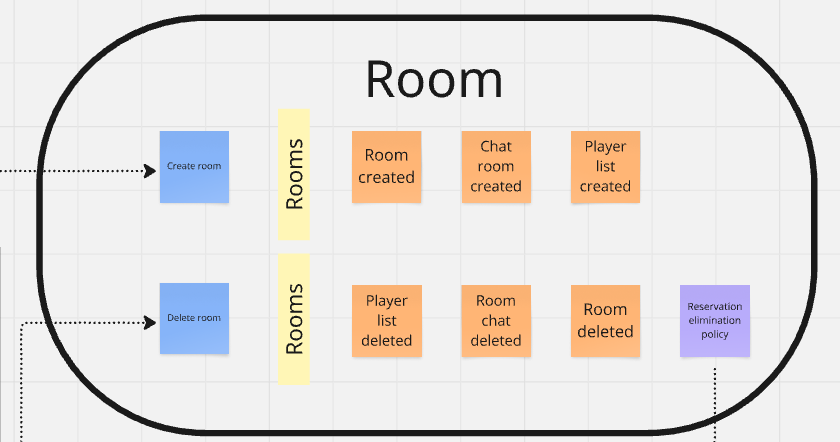 Room
Create room
Rooms
Room
created
Chat
room
created
Player
list
created
Delete room
Rooms
Player
list
deleted
Room
chat
deleted
Room
deleted
Reservation
elimination
policy